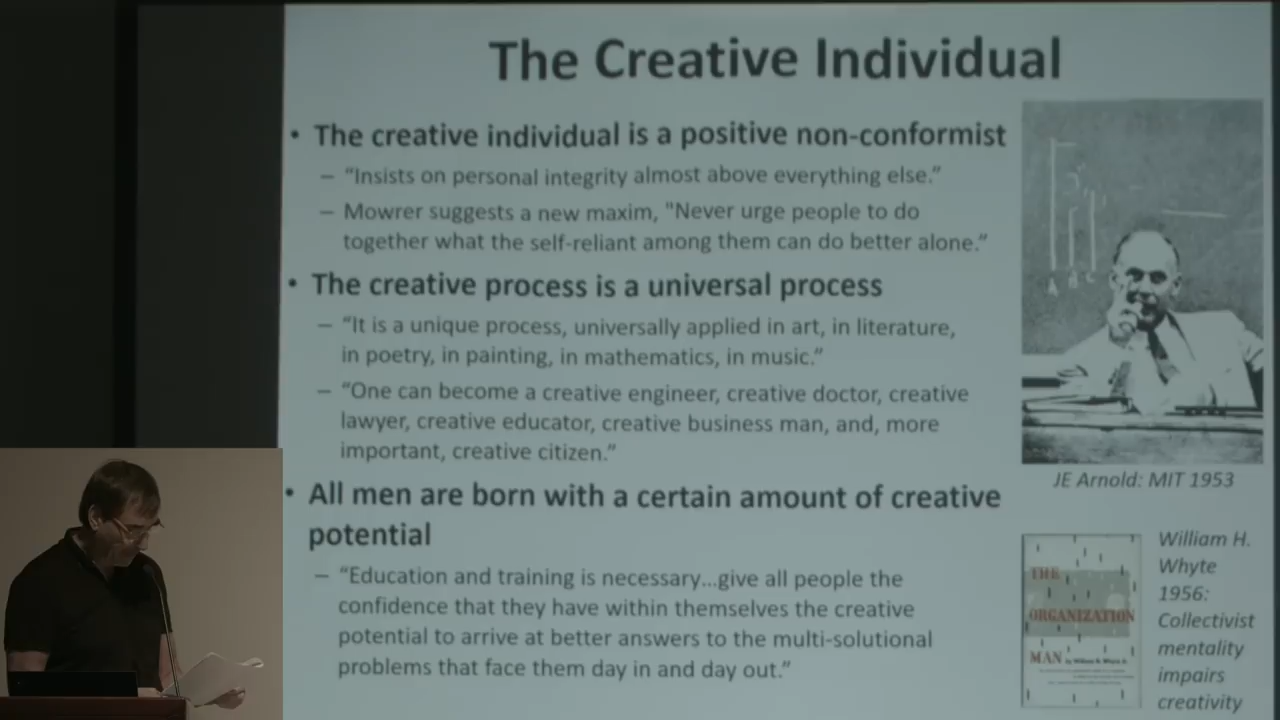 The Creative Individual
• The creative individual is a positive non-conformist
– “Insists on personal integrity almost above everything else.”
– Mowrer suggests a new maxim, "Never urge people to do
together what the self-reliant among them can do better alone.”
• The creative process is a universal process
– “It is a unique process, universally applied in art, in literature,
in poetry, in painting, in mathematics, in music.”
– “One can become a creative engineer, creative doctor, creative
lawyer, creative educator, creative business man, and, more
important, creative citizen.”
• All men are born with a certain amount of creative
potential
– “Education and training is necessary...give all people the
confidence that they have within themselves the creative
potential to arrive at better answers to the multi-solutional
problems that face them day in and day out.”
JE Arnold: MIT 1953
THE
ORGANIZATION
MAN by William H. Whyte Jr.
William H.
Whyte
1956:
Collectivist
mentality
impairs
creativity